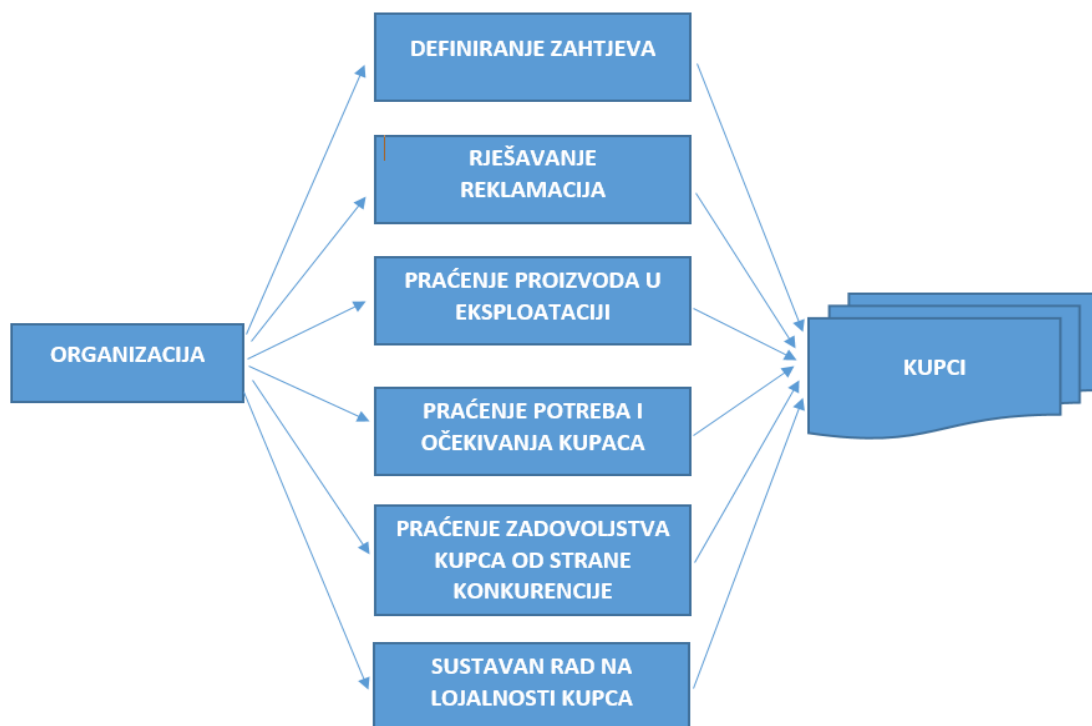 DEFINIRANJE ZAHTJEVA
RJEŠAVANJE
REKLAMACIJA
PRAĆENJE PROIZVODA U
EKSPLOATACIJI
ORGANIZACIJA
KUPCI
PRAĆENJE POTREBA I
OČEKIVANJA KUPACA
PRAĆENJE ZADOVOLJSTVA
KUPCA OD STRANE
KONKURENCIJE
SUSTAVAN RAD NA
LOJALNOSTI KUPCA